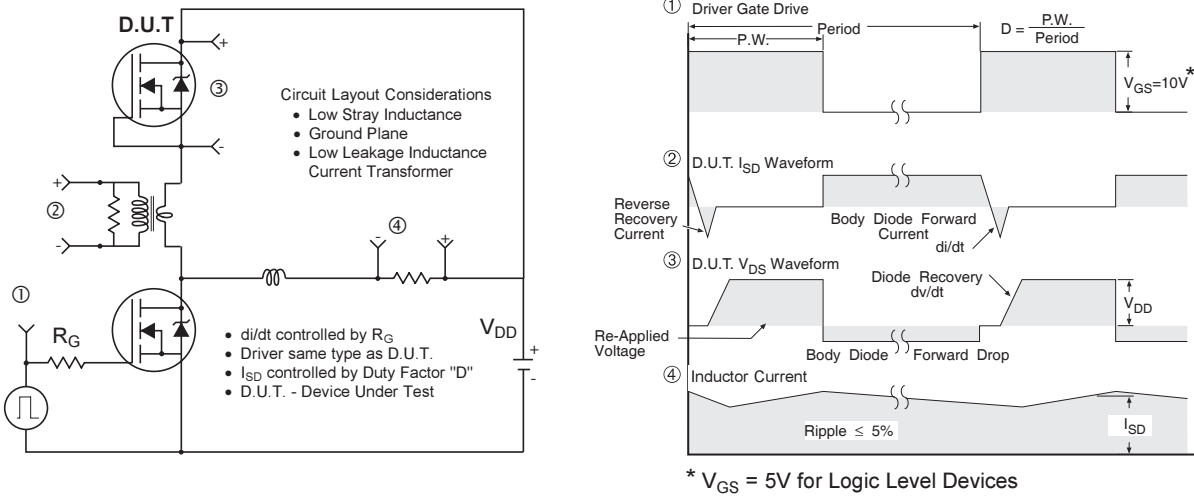 D.U.T
+
③
-
Circuit Layout Considerations
• Low Stray Inductance
• Ground Plane
• Low Leakage Inductance
Current Transformer
+
②
-
④
-
+
①
R_G
V_DD
+
-
• di/dt controlled by R_G
• Driver same type as D.U.T.
• I_SD controlled by Duty Factor "D"
• D.U.T. - Device Under Test
① Driver Gate Drive
P.W.
Period
D = P.W.
Period
V_GS=10V*
② D.U.T. I_SD Waveform
Reverse
Recovery
Current
Body Diode Forward
Current
di/dt
③ D.U.T. V_DS Waveform
Diode Recovery
dv/dt
V_DD
Re-Applied
Voltage
Body Diode Forward Drop
④ Inductor Current
Ripple ≤ 5%
I_SD
* V_GS = 5V for Logic Level Devices